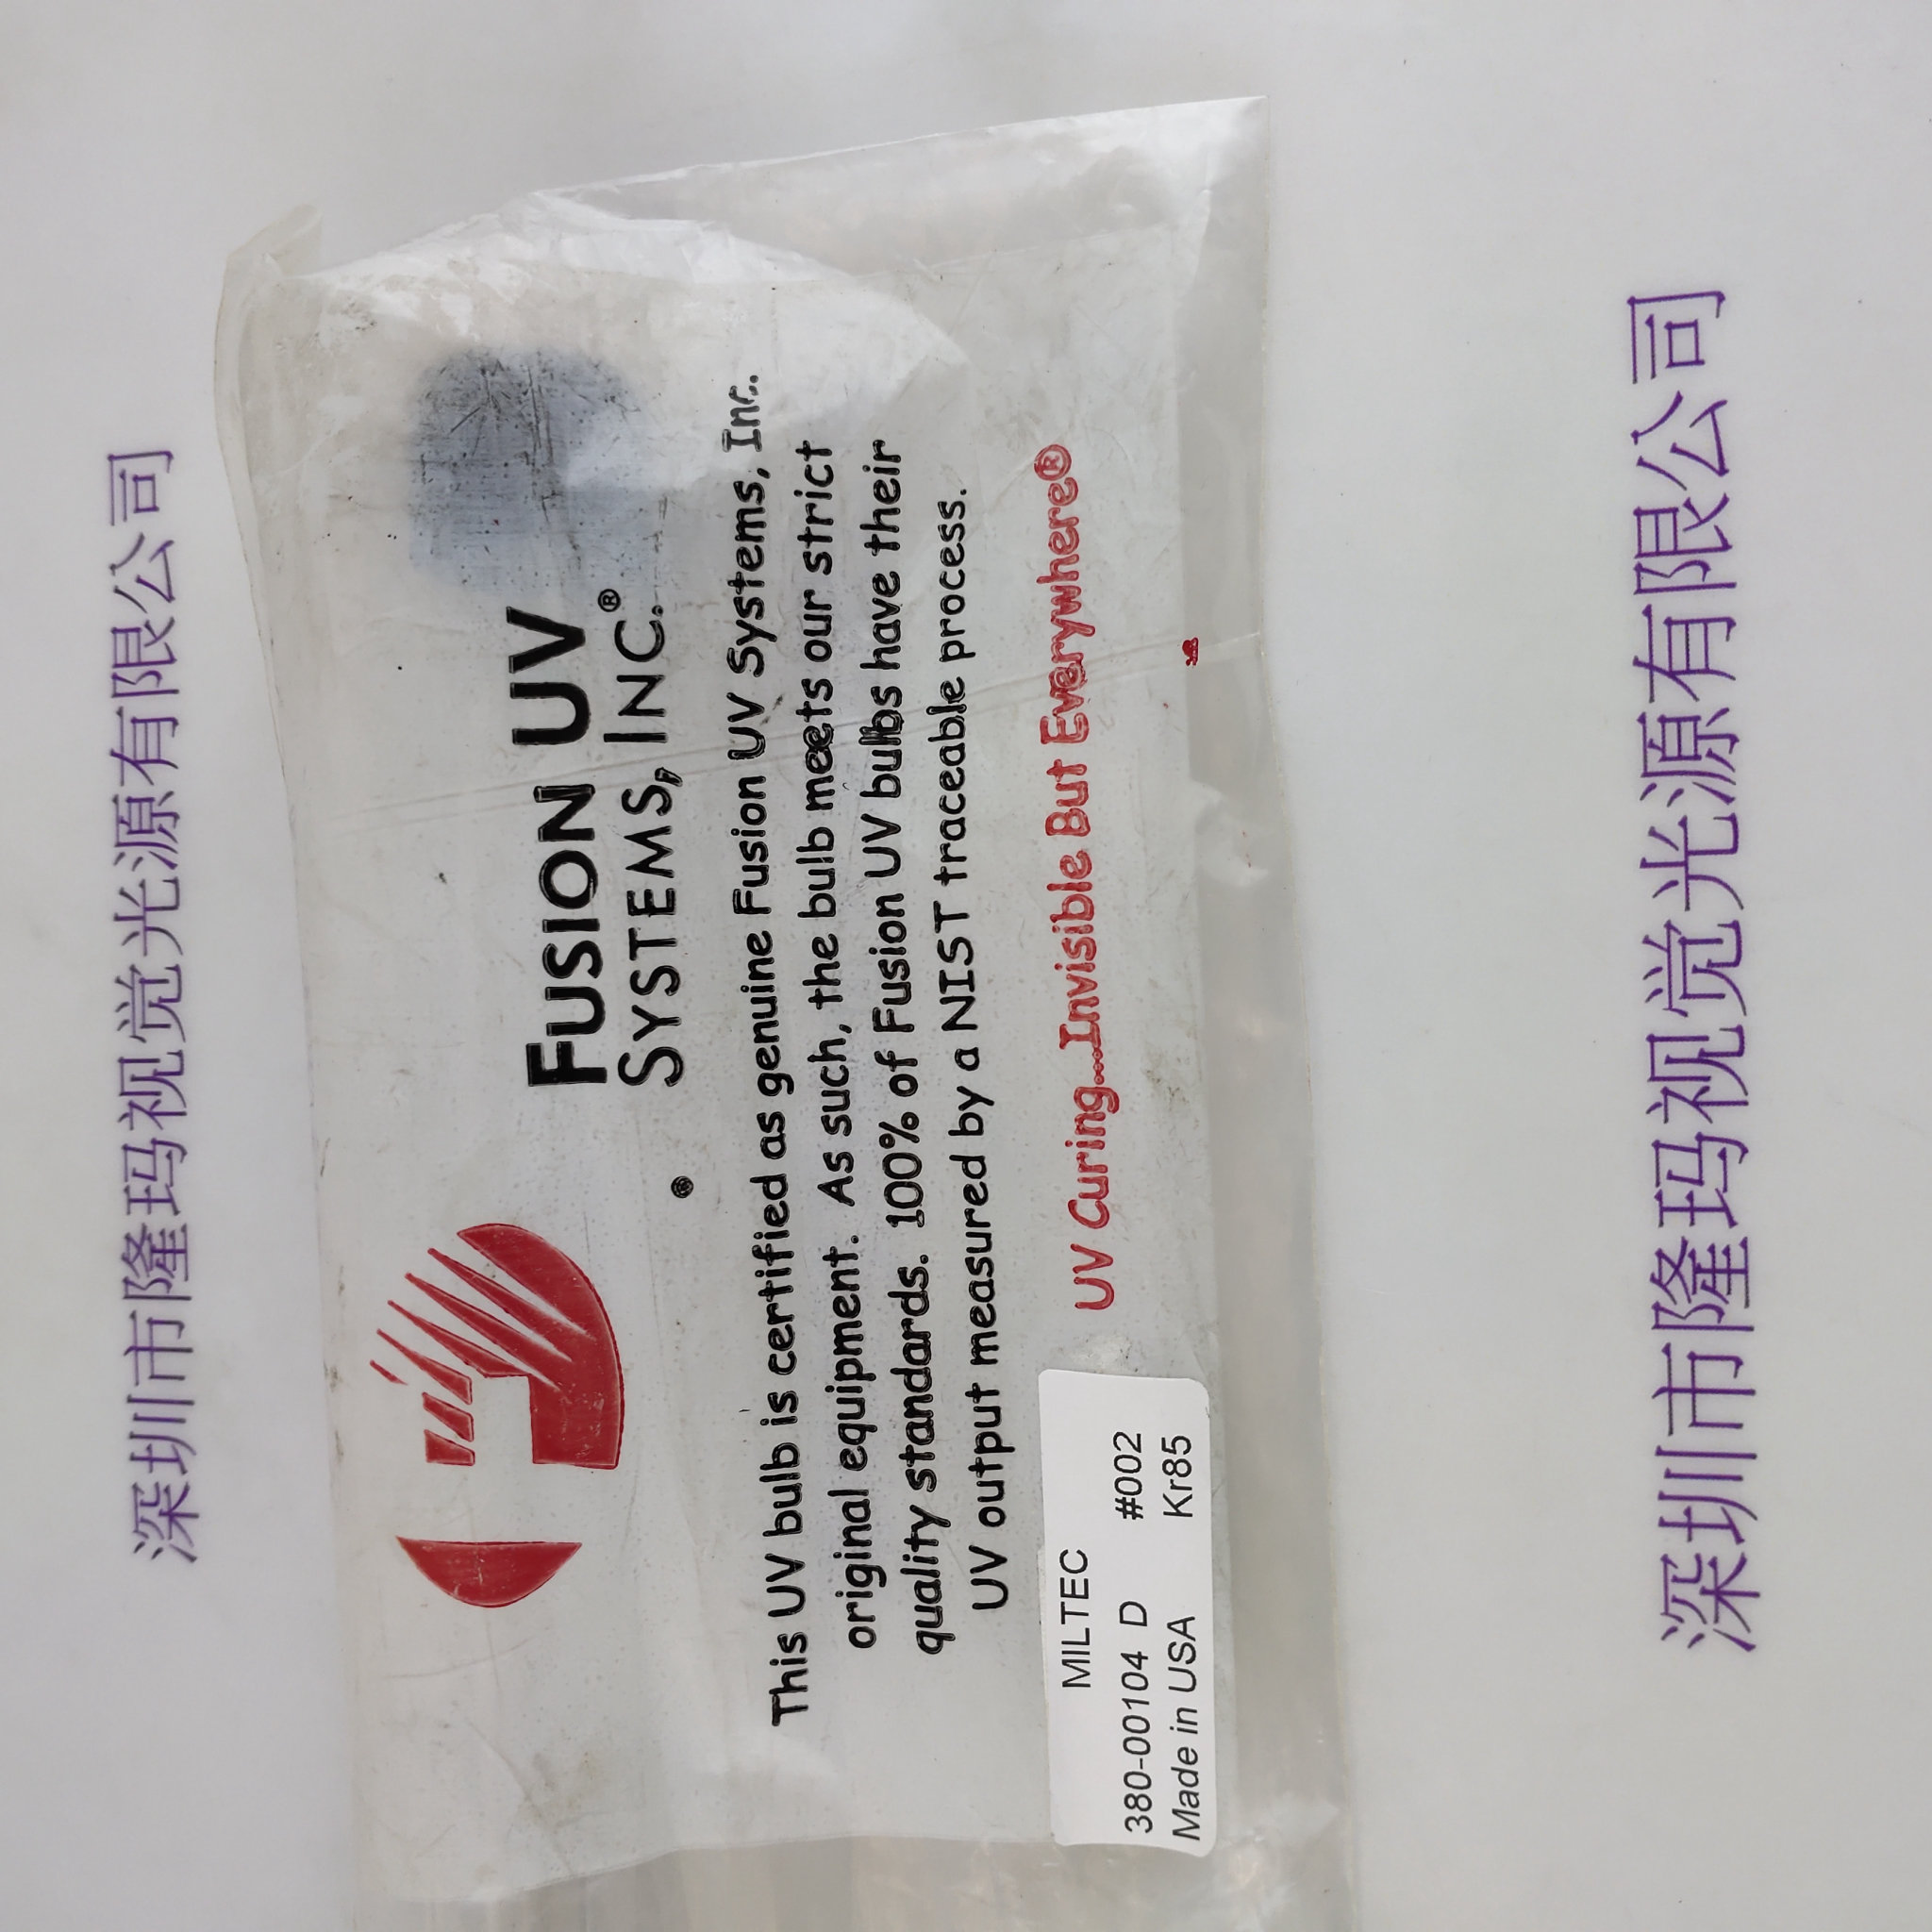 深圳市隆玛视觉光源有限公司
FUSION UV
SYSTEMS, INC.®
®
This UV bulb is certified as genuine Fusion UV Systems, Inc.
original equipment. As such, the bulb meets our strict
quality standards. 100% of Fusion UV bulbs have their
UV output measured by a NIST traceable process.
UV Curing...Invisible But Everywhere®
MILTEC
380-00104 D #002
Made in USA Kr85
深圳市隆玛视觉光源有限公司